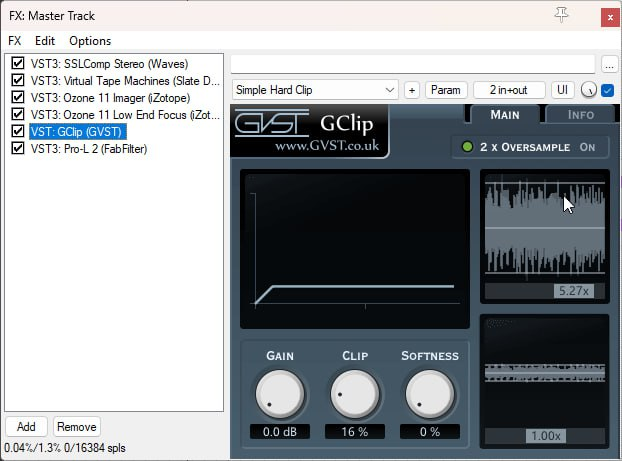 FX: Master Track
FX Edit Options
VST3: SSLComp Stereo (Waves)
VST3: Virtual Tape Machines (Slate D...
VST3: Ozone 11 Imager (iZotope)
VST3: Ozone 11 Low End Focus (iZot...
VST: GClip (GVST)
VST3: Pro-L 2 (FabFilter)
Add Remove
0.04%/1.3% 0/16384 spls
...
Simple Hard Clip + Param 2 in+out UI
MAIN INFO
GVST GClip
www.GVST.co.uk
2 x OVERSAMPLE ON
5.27x
GAIN CLIP SOFTNESS
0.0 dB 16 % 0 %
1.00x